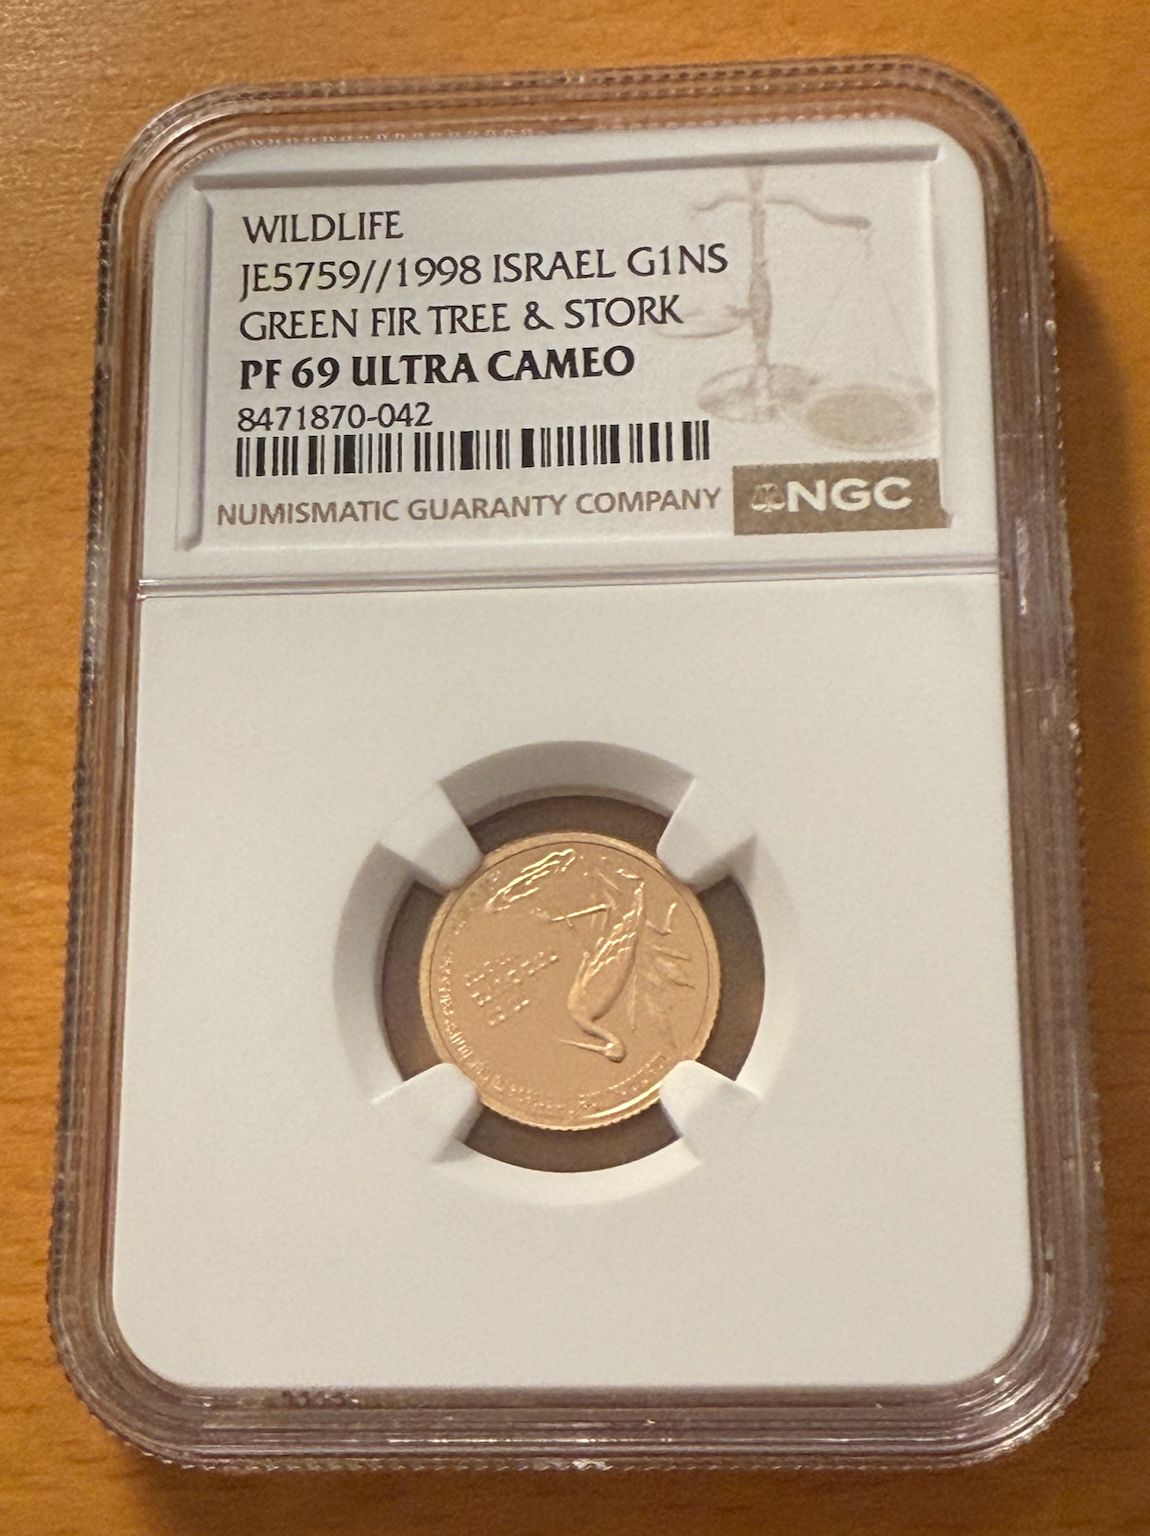 WILDLIFE
JE5759//1998 ISRAEL G1NS
GREEN FIR TREE & STORK
PF 69 ULTRA CAMEO
8471870-042
NUMISMATIC GUARANTY COMPANY NGC